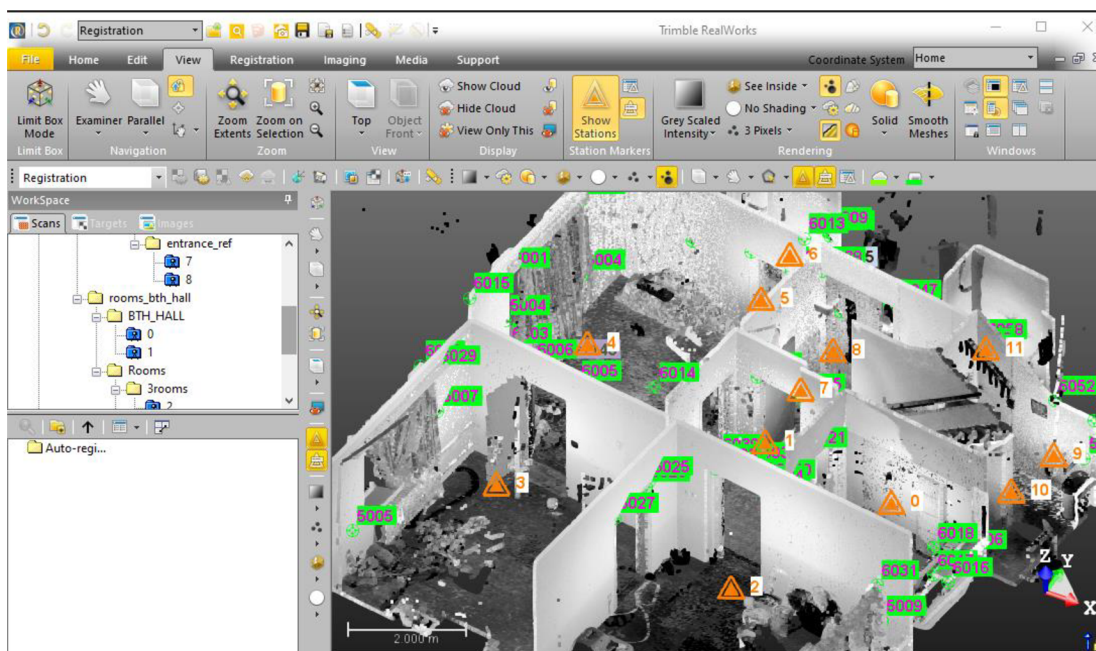 Registration
Trimble RealWorks
File Home Edit View Registration Imaging Media Support
Coordinate System Home
Limit Box Mode
Examiner Parallel
Zoom Extents
Zoom on Selection
Top
Object Front
Show Cloud
Hide Cloud
View Only This
Show Stations
Grey Scaled Intensity
See Inside
No Shading
3 Pixels
Solid
Smooth Meshes
Limit Box Navigation Zoom View Display Station Markers Rendering Windows
Registration
WorkSpace
Scans Targets Images
entrance_ref
7
8
rooms_bth_hall
BTH_HALL
0
1
Rooms
3rooms
2
Auto-regi...
6013
6
6015
5
6004
4
8
11
6006
6005
6014
6029
6052
5007
7
1
9
6025
3
10
0
5027
5005
6018
6016
6031
2
5009
2.000 m
Z
Y
X